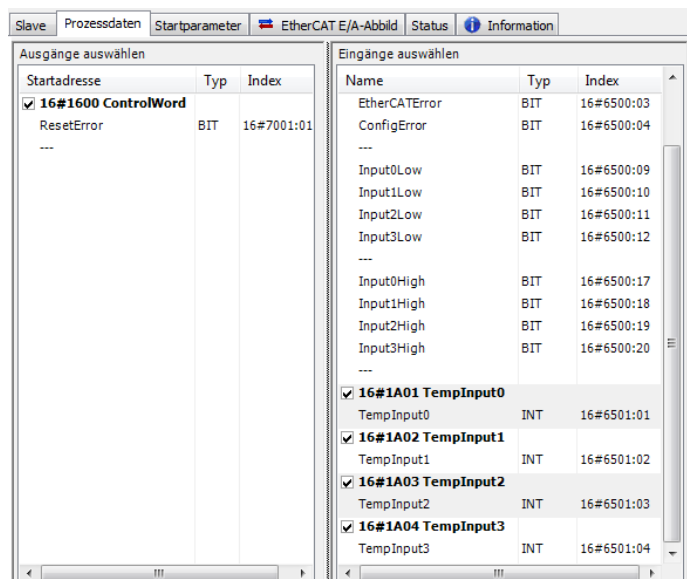 Slave Prozessdaten Startparameter EtherCAT E/A-Abbild Status Information
Ausgänge auswählen
Startadresse Typ Index
16#1600 ControlWord
ResetError BIT 16#7001:01
---
Eingänge auswählen
Name Typ Index
EtherCATError BIT 16#6500:03
ConfigError BIT 16#6500:04
---
Input0Low BIT 16#6500:09
Input1Low BIT 16#6500:10
Input2Low BIT 16#6500:11
Input3Low BIT 16#6500:12
---
Input0High BIT 16#6500:17
Input1High BIT 16#6500:18
Input2High BIT 16#6500:19
Input3High BIT 16#6500:20
---
16#1A01 TempInput0
TempInput0 INT 16#6501:01
16#1A02 TempInput1
TempInput1 INT 16#6501:02
16#1A03 TempInput2
TempInput2 INT 16#6501:03
16#1A04 TempInput3
TempInput3 INT 16#6501:04